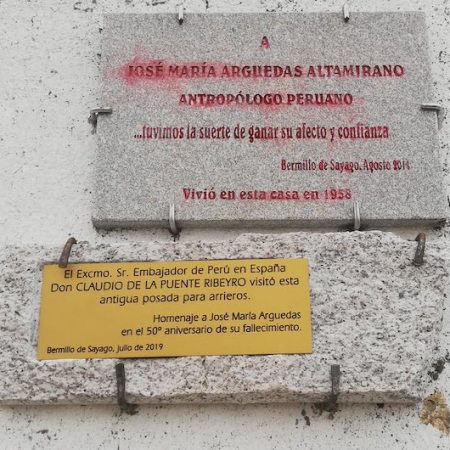 A
JOSÉ MARÍA ARGUEDAS ALTAMIRANO
ANTROPÓLOGO PERUANO
...tuvimos la suerte de ganar su afecto y confianza
Bermillo de Sayago, Agosto 2011
Vivió en esta casa en 1958
El Excmo. Sr. Embajador de Perú en España
Don CLAUDIO DE LA PUENTE RIBEYRO visitó esta
antigua posada para arrieros.
Homenaje a José María Arguedas
en el 50º aniversario de su fallecimiento.
Bermillo de Sayago, julio de 2019